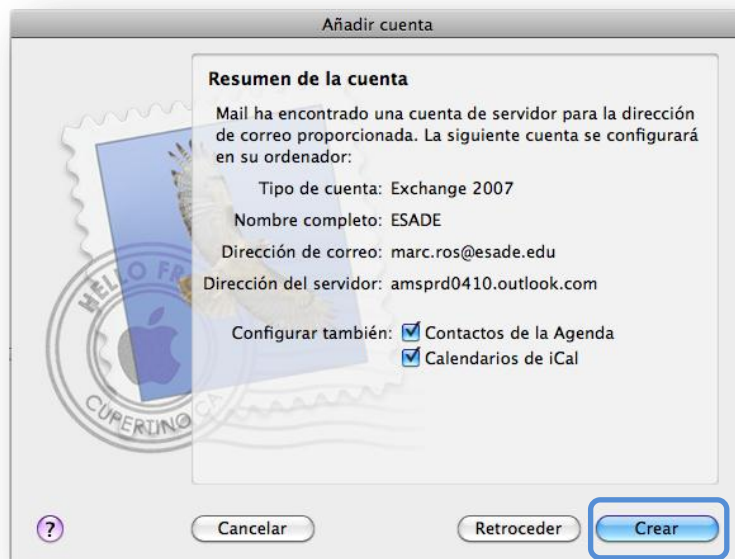 Añadir cuenta
Resumen de la cuenta
Mail ha encontrado una cuenta de servidor para la dirección
de correo proporcionada. La siguiente cuenta se configurará
en su ordenador:
Tipo de cuenta: Exchange 2007
Nombre completo: ESADE
Dirección de correo: marc.ros@esade.edu
Dirección del servidor: amsprd0410.outlook.com
Configurar también: Contactos de la Agenda
Calendarios de iCal
HELLO FR
CUPERTINO CA
? Cancelar Retroceder Crear